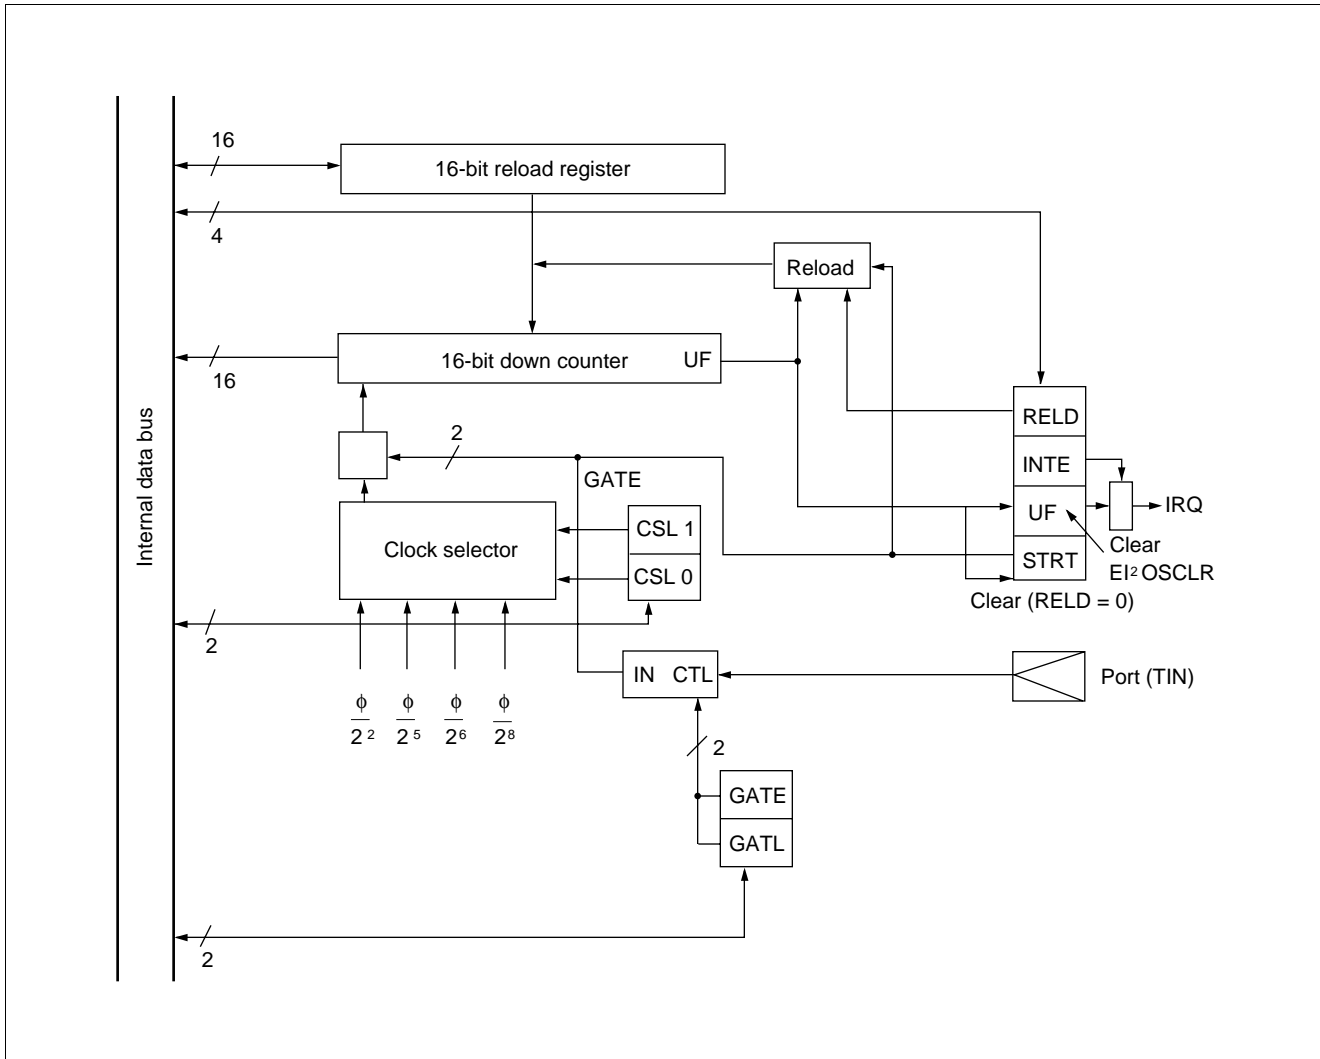 16
16-bit reload register
4
Reload
16-bit down counter UF
16
Internal data bus
RELD
2
GATE
INTE
UF
IRQ
CSL 1
Clock selector
CSL 0
STRT
Clear
EI² OSCLR
Clear (RELD = 0)
2
IN CTL
Port (TIN)
ϕ ϕ ϕ ϕ
2² 2⁵ 2⁶ 2⁸
2
GATE
GATL
2